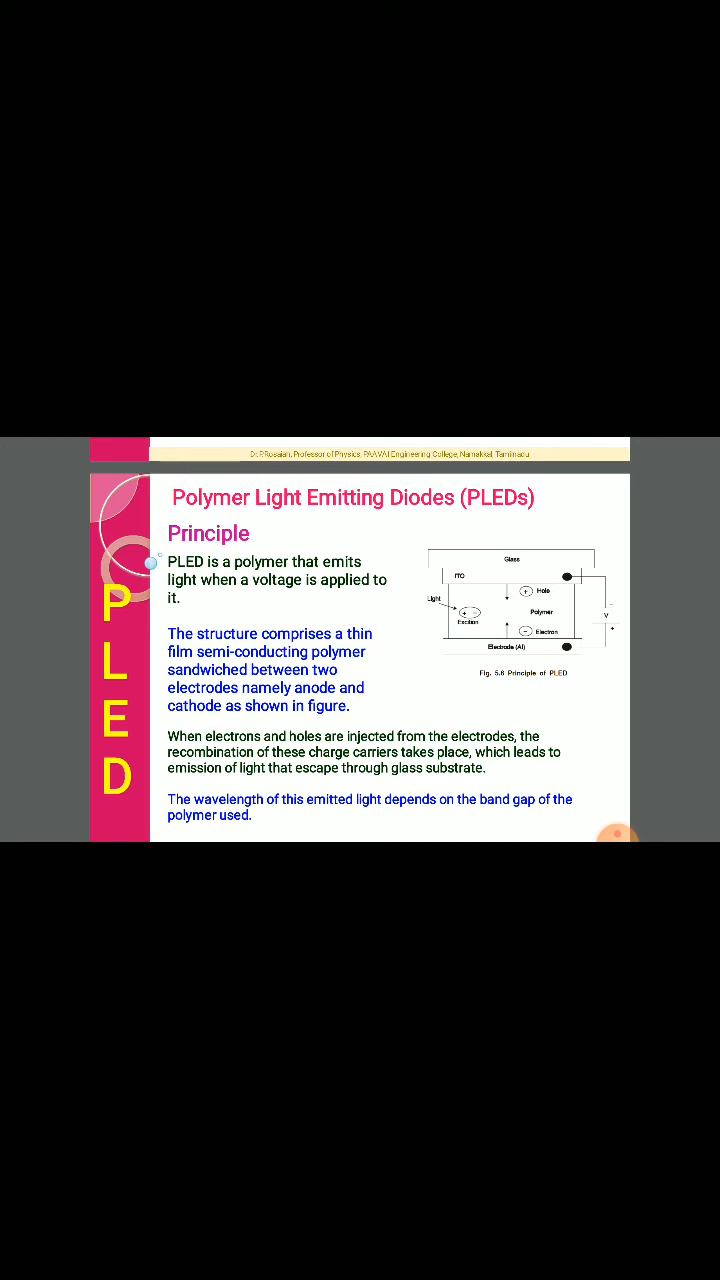 Dr.P.Rosaiah, Professor of Physics, PAAVAI Engineering College, Namakkal, Tamilnadu
Polymer Light Emitting Diodes (PLEDs)
Principle
PLED is a polymer that emits
light when a voltage is applied to
it.
The structure comprises a thin
film semi-conducting polymer
sandwiched between two
electrodes namely anode and
cathode as shown in figure.
Glass
ITO
+ Hole
Light
Polymer
+ −
Excition
− Electron
Electrode (Al)
−
V
+
Fig. 5.6 Principle of PLED
When electrons and holes are injected from the electrodes, the
recombination of these charge carriers takes place, which leads to
emission of light that escape through glass substrate.
The wavelength of this emitted light depends on the band gap of the
polymer used.
P
L
E
D